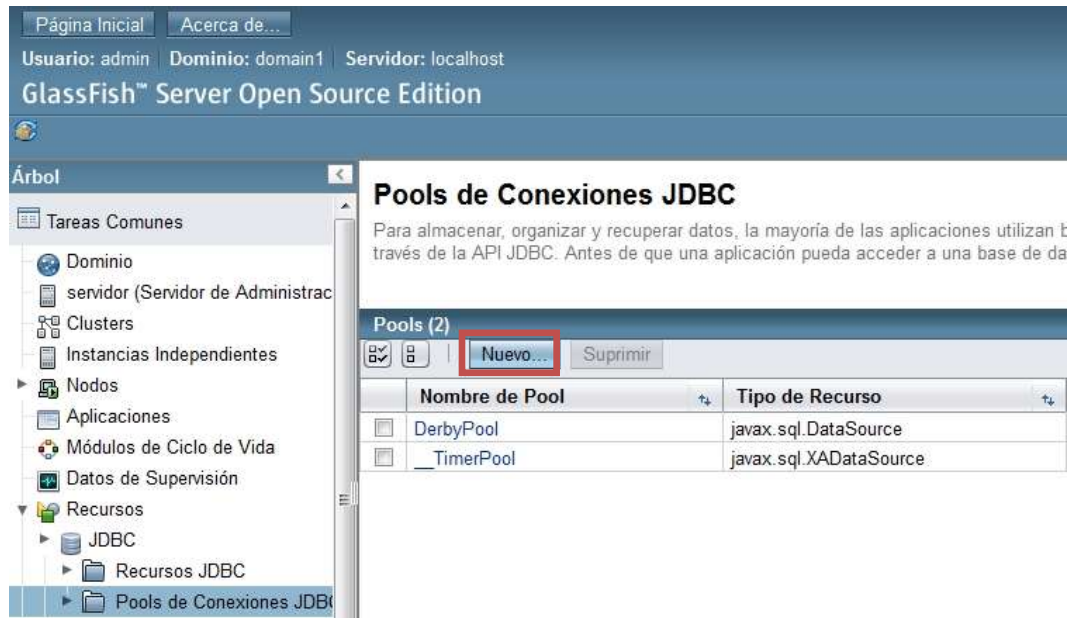 Página Inicial Acerca de...
Usuario: admin Dominio: domain1 Servidor: localhost
GlassFish™ Server Open Source Edition
Árbol
Tareas Comunes
Dominio
servidor (Servidor de Administrac
Clusters
Instancias Independientes
Nodos
Aplicaciones
Módulos de Ciclo de Vida
Datos de Supervisión
Recursos
JDBC
Recursos JDBC
Pools de Conexiones JDB
Pools de Conexiones JDBC
Para almacenar, organizar y recuperar datos, la mayoría de las aplicaciones utilizan b
través de la API JDBC. Antes de que una aplicación pueda acceder a una base de da
Pools (2)
Nuevo... Suprimir
Nombre de Pool Tipo de Recurso
DerbyPool javax.sql.DataSource
__TimerPool javax.sql.XADataSource